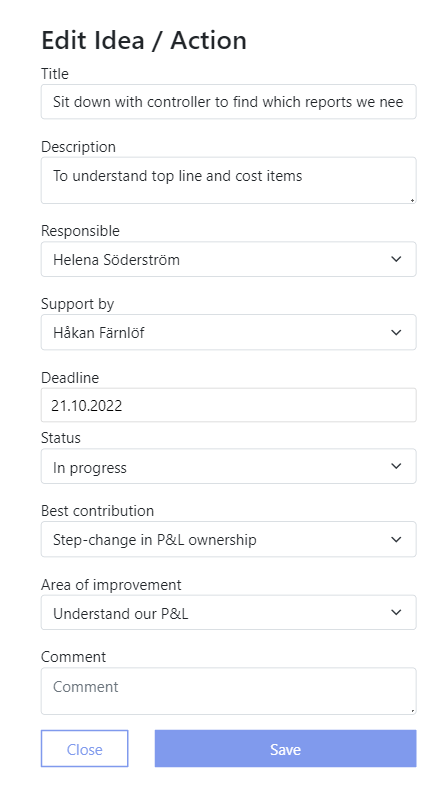 Edit Idea / Action
Title
Sit down with controller to find which reports we nee
Description
To understand top line and cost items
Responsible
Helena Söderström
Support by
Håkan Färnlöf
Deadline
21.10.2022
Status
In progress
Best contribution
Step-change in P&L ownership
Area of improvement
Understand our P&L
Comment
Comment
Close Save